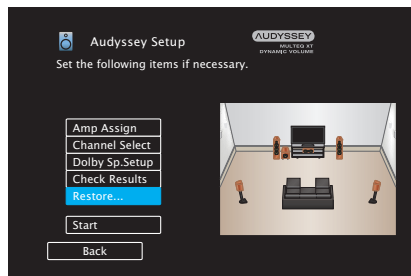 Audyssey Setup
AUDYSSEY
MULTEQ XT
DYNAMIC VOLUME
Set the following items if necessary.
Amp Assign
Channel Select
Dolby Sp.Setup
Check Results
Restore...
Start
Back